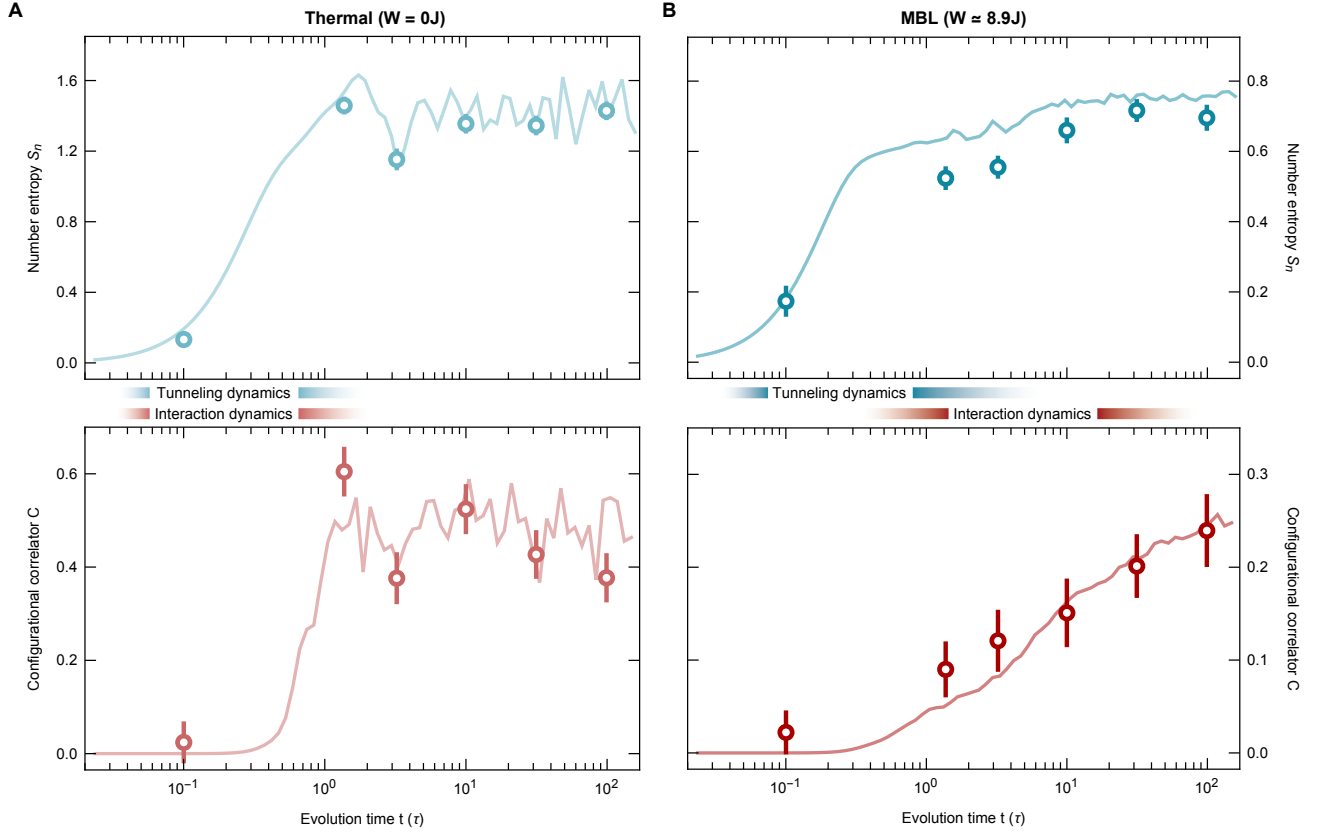 A
Thermal (W = 0J)
Number entropy Sₙ
1.6
1.2
0.8
0.4
0.0
Tunneling dynamics
Interaction dynamics
Configurational correlator C
0.6
0.4
0.2
0.0
10⁻¹ 10⁰ 10¹ 10²
Evolution time t (τ)
B
MBL (W ≃ 8.9J)
0.8
0.6
0.4
0.2
0.0
Number entropy Sₙ
Tunneling dynamics
Interaction dynamics
0.3
0.2
0.1
0.0
Configurational correlator C
10⁻¹ 10⁰ 10¹ 10²
Evolution time t (τ)